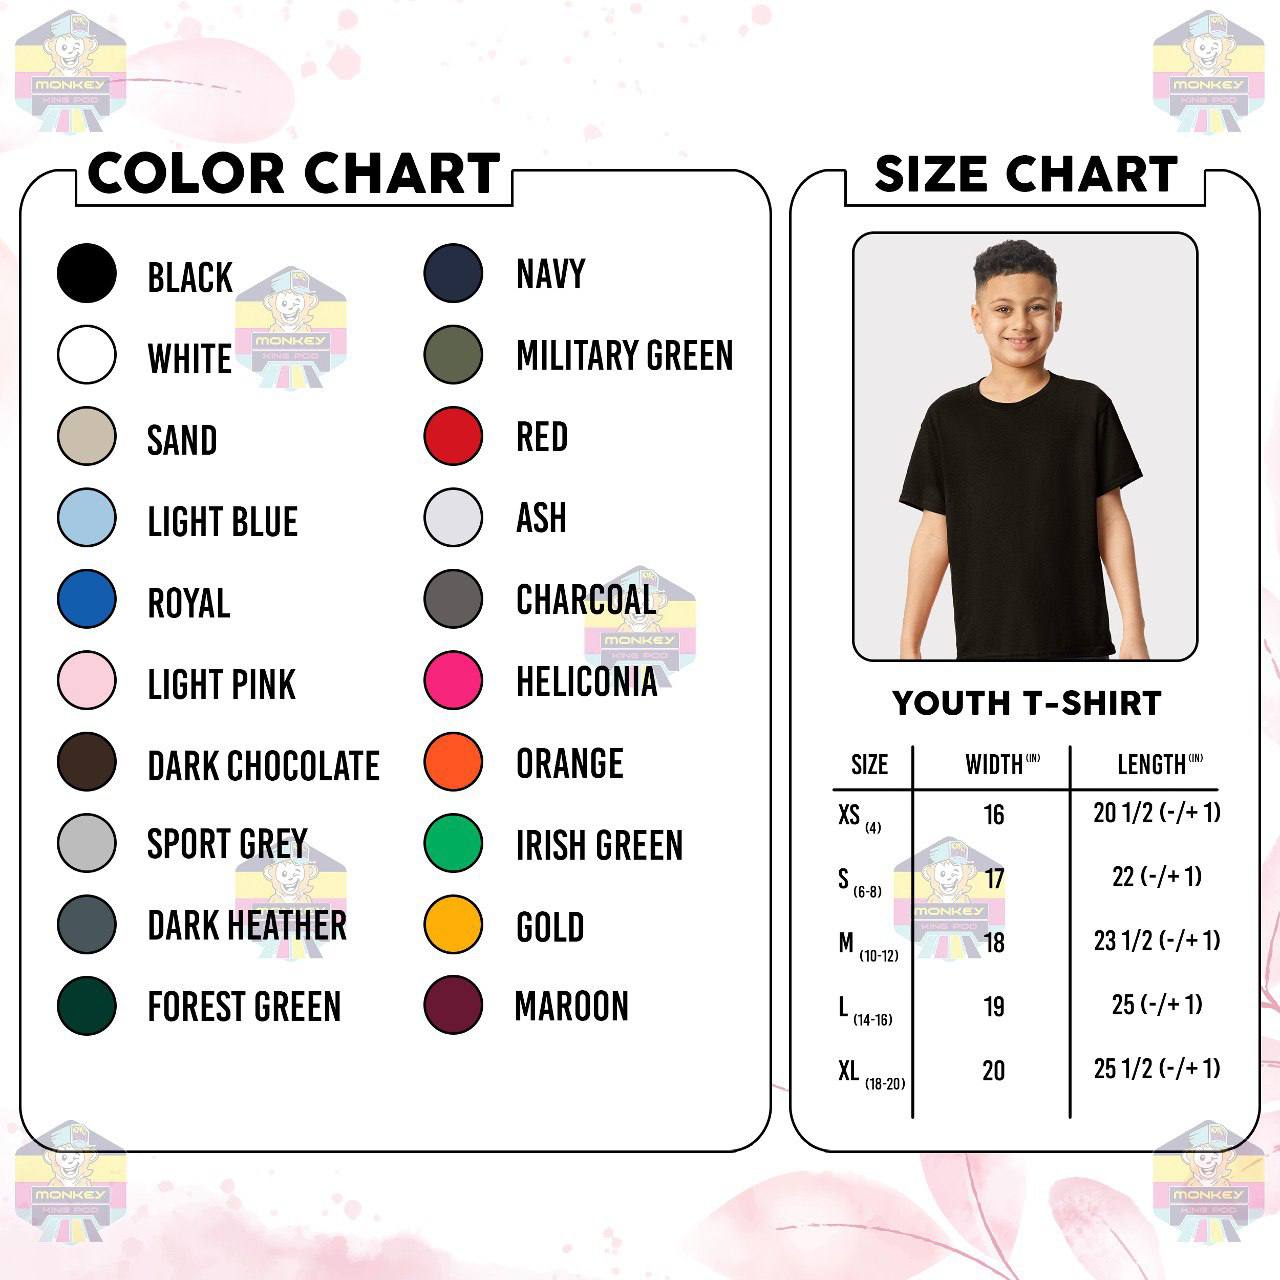 MONKEY
KING POD
MONKEY
KING POD
COLOR CHART
BLACK
WHITE
SAND
LIGHT BLUE
ROYAL
LIGHT PINK
DARK CHOCOLATE
SPORT GREY
DARK HEATHER
FOREST GREEN
NAVY
MILITARY GREEN
RED
ASH
CHARCOAL
HELICONIA
ORANGE
IRISH GREEN
GOLD
MAROON
MONKEY
KING POD
MONKEY
KING POD
MONKEY
KING POD
SIZE CHART
YOUTH T-SHIRT
SIZE WIDTH (IN) LENGTH (IN)
XS (4) 16 20 1/2 (-/+ 1)
S (6-8) 17 22 (-/+ 1)
M (10-12) 18 23 1/2 (-/+ 1)
L (14-16) 19 25 (-/+ 1)
XL (18-20) 20 25 1/2 (-/+ 1)
MONKEY
KING POD
MONKEY
KING POD
MONKEY
KING POD